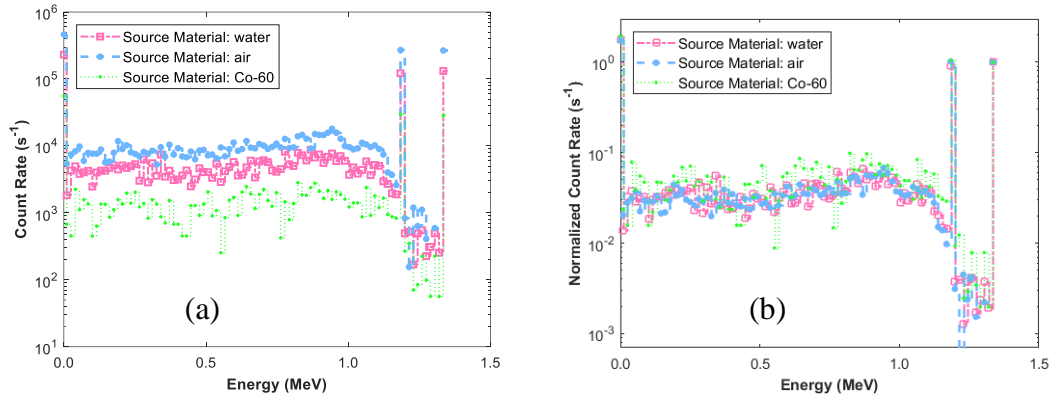 Source Material: water
Source Material: air
Source Material: Co-60
10^6
10^5
10^4
10^3
10^2
10^1
Count Rate (s^-1)
0.0 0.5 1.0 1.5
Energy (MeV)
(a)
Source Material: water
Source Material: air
Source Material: Co-60
10^0
10^-1
10^-2
10^-3
Normalized Count Rate (s^-1)
0.0 0.5 1.0 1.5
Energy (MeV)
(b)